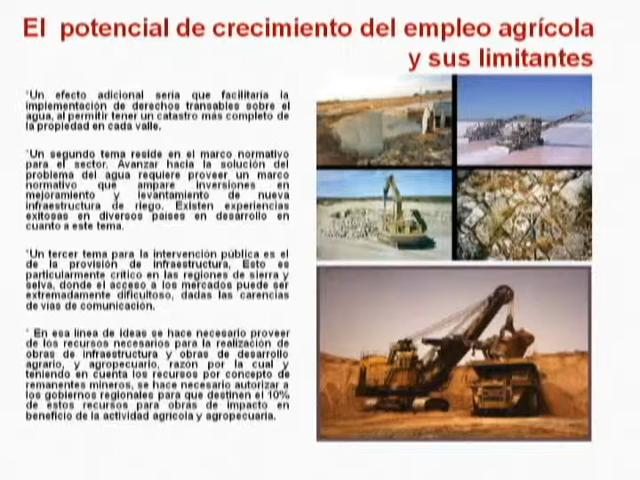 El potencial de crecimiento del empleo agrícola
y sus limitantes
*Un efecto adicional sería que facilitaría la
implementación de derechos transables sobre el
agua, al permitir tener un catastro más completo de
la propiedad en cada valle.
*Un segundo tema reside en el marco normativo
para el sector. Avanzar hacia la solución del
problema del agua requiere proveer un marco
normativo que ampare inversiones en
mejoramiento y levantamiento de nueva
infraestructura de riego. Existen experiencias
exitosas en diversos países en desarrollo en
cuanto a este tema.
*Un tercer tema para la intervención pública es el
de la provisión de infraestructura. Esto es
particularmente crítico en las regiones de sierra y
selva, donde el acceso a los mercados puede ser
extremadamente dificultoso, dadas las carencias
de vías de comunicación.
* En esa línea de ideas se hace necesario proveer
de los recursos necesarios para la realización de
obras de infraestructura y obras de desarrollo
agrario, y agropecuario, razón por la cual y
teniendo en cuenta los recursos por concepto de
remanentes mineros, se hace necesario autorizar a
los gobiernos regionales para que destinen el 10%
de estos recursos para obras de impacto en
beneficio de la actividad agrícola y agropecuaria.